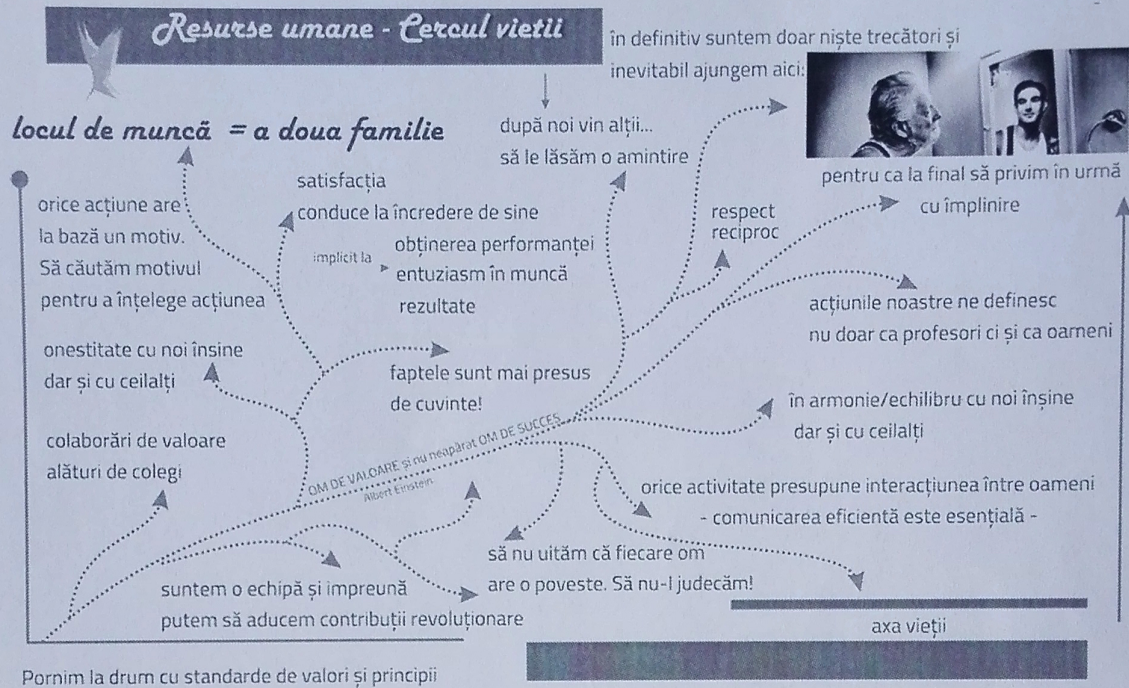 Resurse umane - Cercul vietii
în definitiv suntem doar niște trecători și
inevitabil ajungem aici:
locul de muncă = a doua familie
după noi vin alții...
să le lăsăm o amintire
pentru ca la final să privim în urmă
cu împlinire
orice acțiune are
la bază un motiv.
Să căutăm motivul
pentru a înțelege acțiunea
satisfacția
conduce la încredere de sine
implicit la
obținerea performanței
entuziasm în muncă
rezultate
respect
reciproc
acțiunile noastre ne definesc
nu doar ca profesori ci și ca oameni
onestitate cu noi însine
dar și cu ceilalți
faptele sunt mai presus
de cuvinte!
în armonie/echilibru cu noi înșine
dar și cu ceilalți
colaborări de valoare
alături de colegi
OM DE VALOARE și nu neapărat OM DE SUCCES
Albert Einstein
orice activitate presupune interacțiunea între oameni
- comunicarea eficientă este esențială -
să nu uităm că fiecare om
are o poveste. Să nu-l judecăm!
suntem o echipă și impreună
putem să aducem contribuții revoluționare
axa vieții
Pornim la drum cu standarde de valori și principii